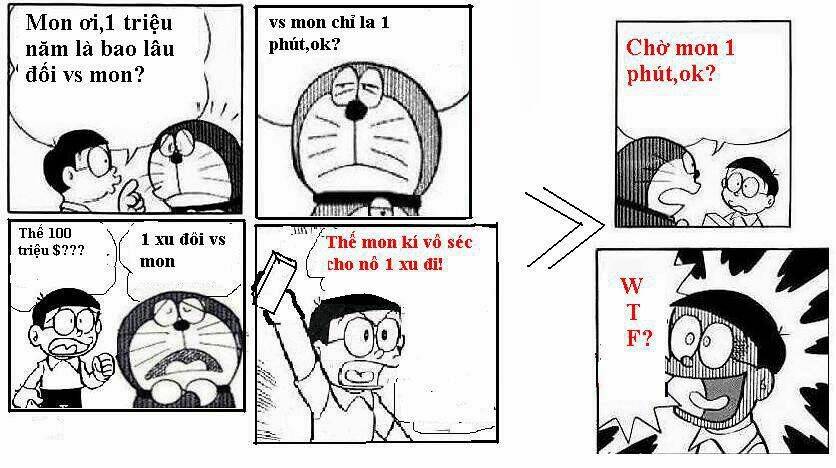 Mon ơi,1 triệu
năm là bao lâu
đối vs mon?
vs mon chỉ la 1
phút,ok?
Thế 100
triệu $???
1 xu đối vs
mon
Thế mon kí vô séc
cho nô 1 xu đi!
Chờ mon 1
phút,ok?
W
T
F?